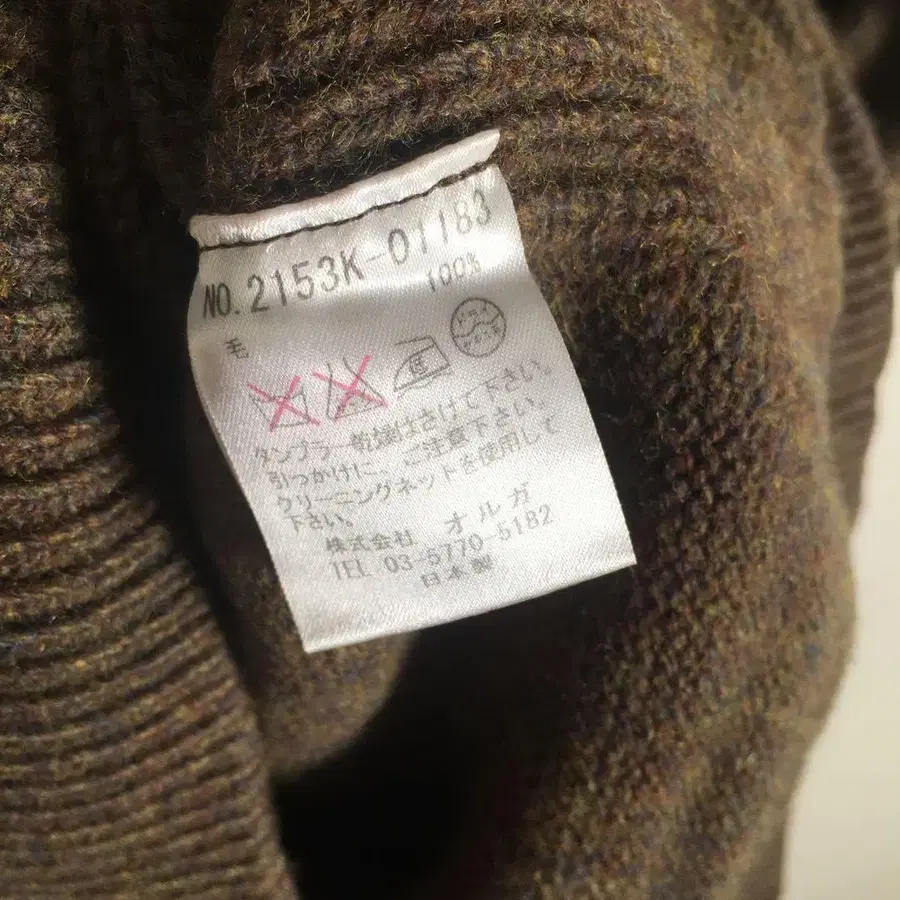 NO.2153K-01183
毛 100%
タンブラー乾燥はさけて下さい。
引つかけに、ご注意下さい。
クリーニングネットを使用して
下さい。
株式会社 オルガ
TEL 03-5770-5182
日本製